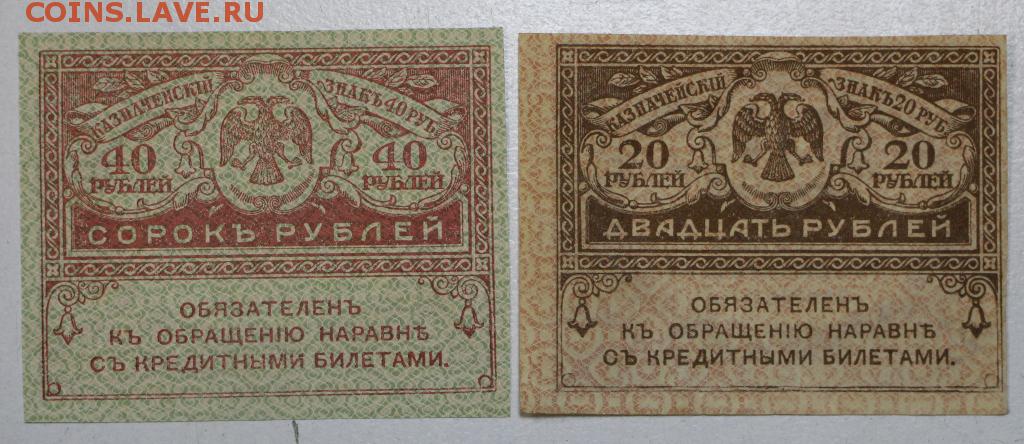 COINS.LAVE.RU
КАЗНАЧЕЙСКІЙ ЗНАКЪ 40 РУБ.
40 40
РУБЛЕЙ РУБЛЕЙ
СОРОКЪ РУБЛЕЙ
ОБЯЗАТЕЛЕНЪ
КЪ ОБРАЩЕНІЮ НАРАВНѢ
СЪ КРЕДИТНЫМИ БИЛЕТАМИ.
КАЗНАЧЕЙСКІЙ ЗНАКЪ 20 РУБ.
20 20
РУБЛЕЙ РУБЛЕЙ
ДВАДЦАТЬ РУБЛЕЙ
ОБЯЗАТЕЛЕНЪ
КЪ ОБРАЩЕНІЮ НАРАВНѢ
СЪ КРЕДИТНЫМИ БИЛЕТАМИ.